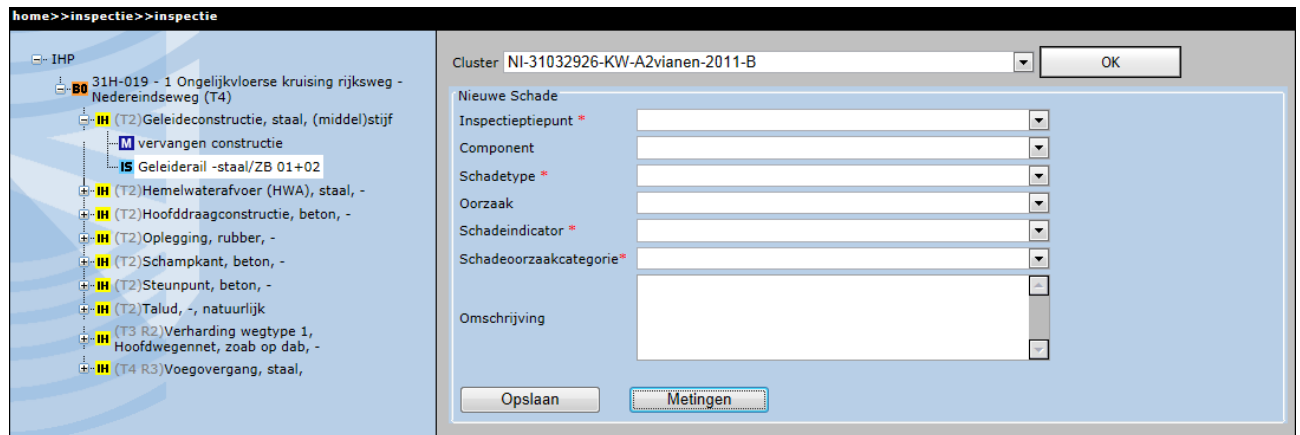 home>>inspectie>>inspectie
IHP
BO 31H-019 - 1 Ongelijkvloerse kruising rijksweg -
Nedereindseweg (T4)
IH (T2)Geleideconstructie, staal, (middel)stijf
M vervangen constructie
IS Geleiderail -staal/ZB 01+02
IH (T2)Hemelwaterafvoer (HWA), staal, -
IH (T2)Hoofddraagconstructie, beton, -
IH (T2)Oplegging, rubber, -
IH (T2)Schampkant, beton, -
IH (T2)Steunpunt, beton, -
IH (T2)Talud, -, natuurlijk
IH (T3 R2)Verharding wegtype 1,
Hoofdwegennet, zoab op dab, -
IH (T4 R3)Voegovergang, staal,
Cluster NI-31032926-KW-A2vianen-2011-B OK
Nieuwe Schade
Inspectieptiepunt *
Component
Schadetype *
Oorzaak
Schadeindicator *
Schadeoorzaakcategorie*
Omschrijving
Opslaan Metingen